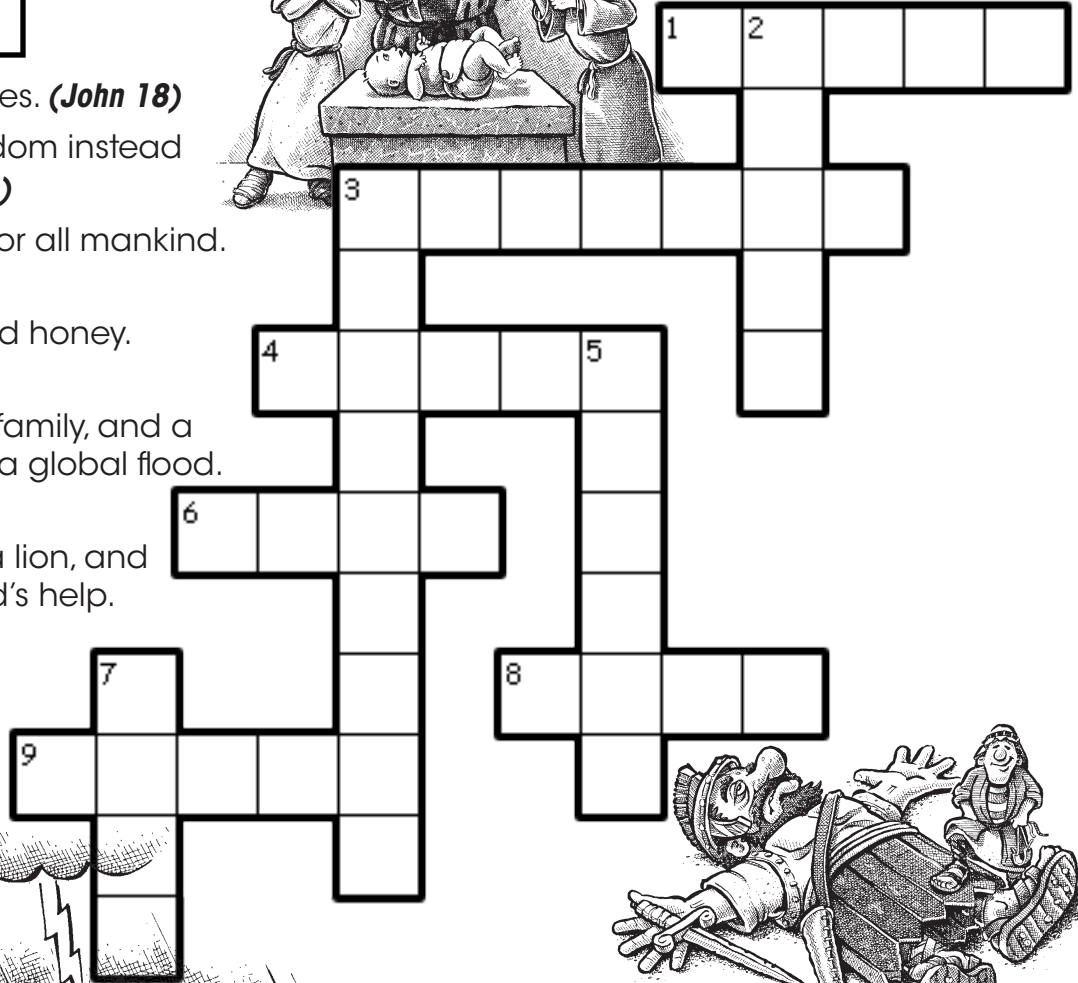 1 2
es. (John 18)
dom instead
)
3
or all mankind.
d honey.
4 5
family, and a
a global flood.
6
a lion, and
d’s help.
7 8
9